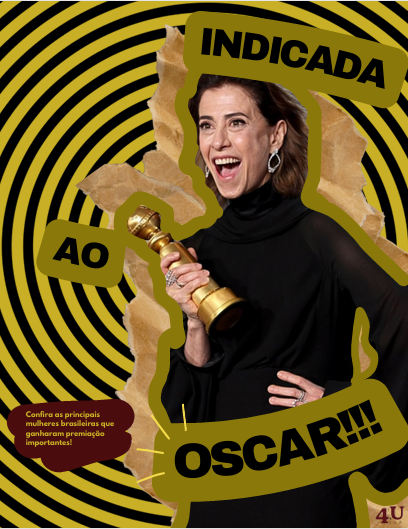 INDICADA
AO
Confira as principais
mulheres brasileiras que
ganharam premiação
importantes!
OSCAR!!!
4U